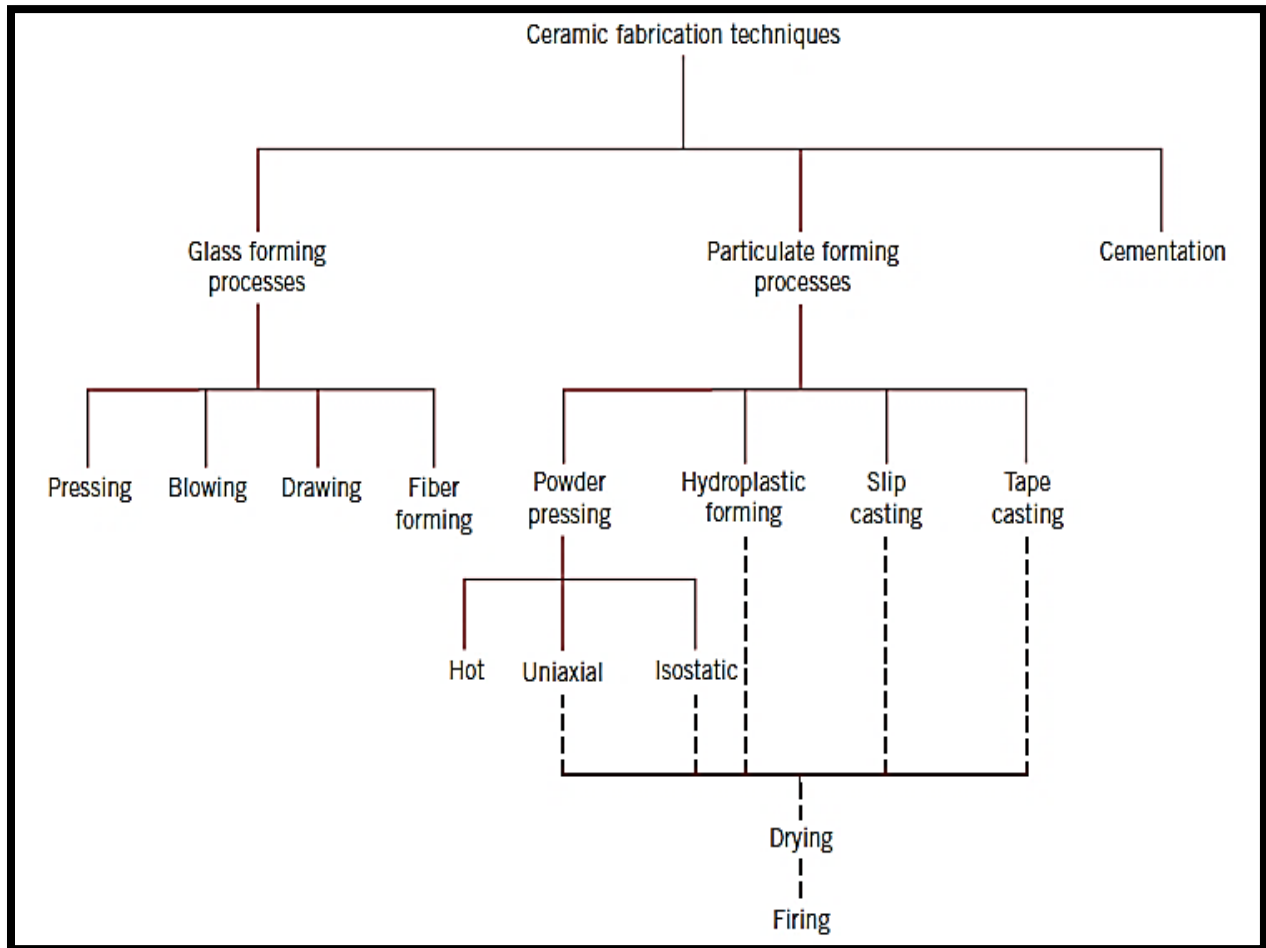 Ceramic fabrication techniques
Glass forming
processes
Particulate forming
processes
Cementation
Pressing
Blowing
Drawing
Fiber
forming
Powder
pressing
Hydroplastic
forming
Slip
casting
Tape
casting
Hot
Uniaxial
Isostatic
Drying
Firing